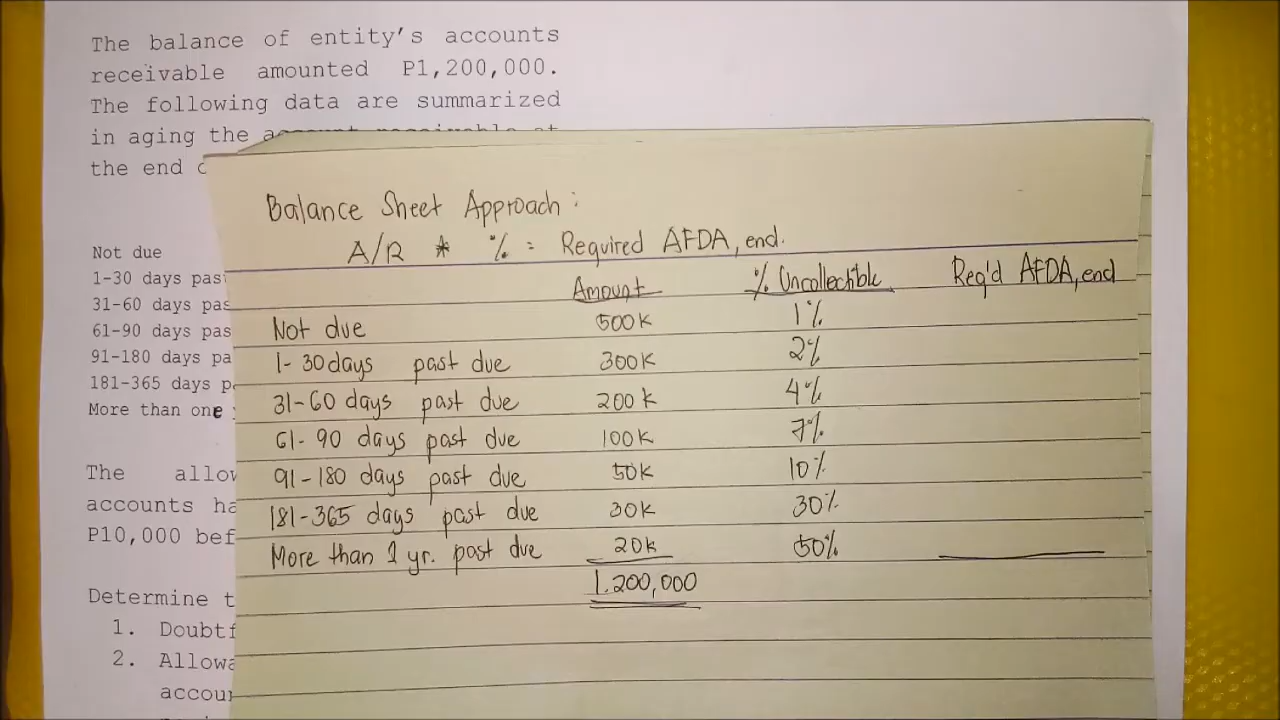 The balance of entity's accounts
receivable amounted P1,200,000.
The following data are summarized
in aging the account receivable at
the end
Balance Sheet Approach:
A/R * % = Required AFDA, end.
Amount % Uncollectible Req'd AFDA, end
Not due 500K 1%
1-30 days past due 300K 2%
31-60 days past due 200K 4%
61-90 days past due 100K 7%
91-180 days past due 50K 10%
181-365 days past due 30K 30%
More than 1 yr. past due 20K 50%
1,200,000
Not due
1-30 days past
31-60 days pas
61-90 days pas
91-180 days pa
181-365 days p
More than one
The allow
accounts ha
P10,000 bef
Determine t
1. Doubtf
2. Allowa
accoun